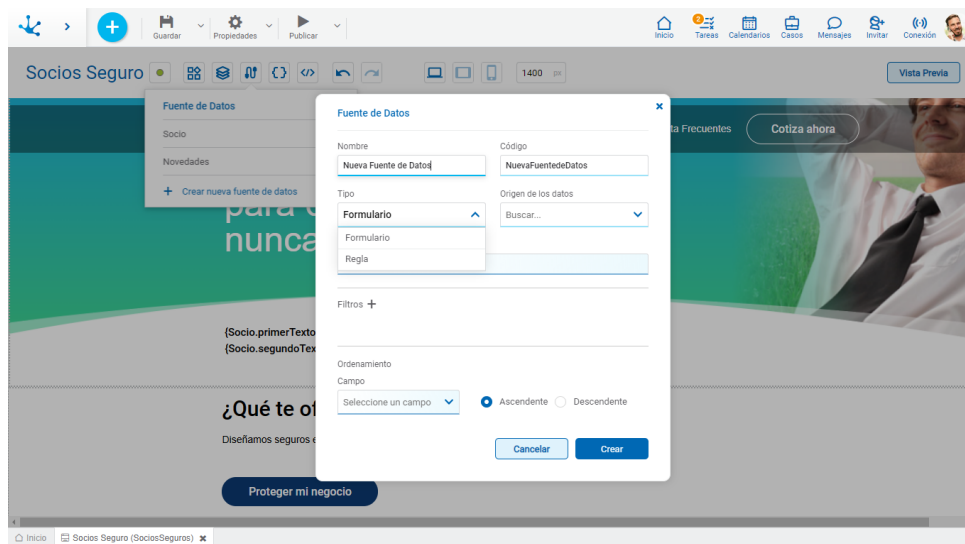 Guardar
Propiedades
Publicar
Inicio
2
Tareas
Calendarios
Casos
Mensajes
Invitar
Conexión
Socios Seguro
1400 px
Vista Previa
Fuente de Datos
Socio
Novedades
+ Crear nueva fuente de datos
Fuente de Datos
Nombre
Código
Nueva Fuente de Datos
NuevaFuentedeDatos
Tipo
Origen de los datos
Formulario
Buscar...
Formulario
Regla
Filtros +
Ordenamiento
Campo
Seleccione un campo
Ascendente
Descendente
Cancelar
Crear
Frecuentes
Cotiza ahora
para
nunca
{Socio.primerTexto
{Socio.segundoTex
¿Qué te of
Diseñamos seguros e
Proteger mi negocio
Inicio
Socios Seguro (SociosSeguros)